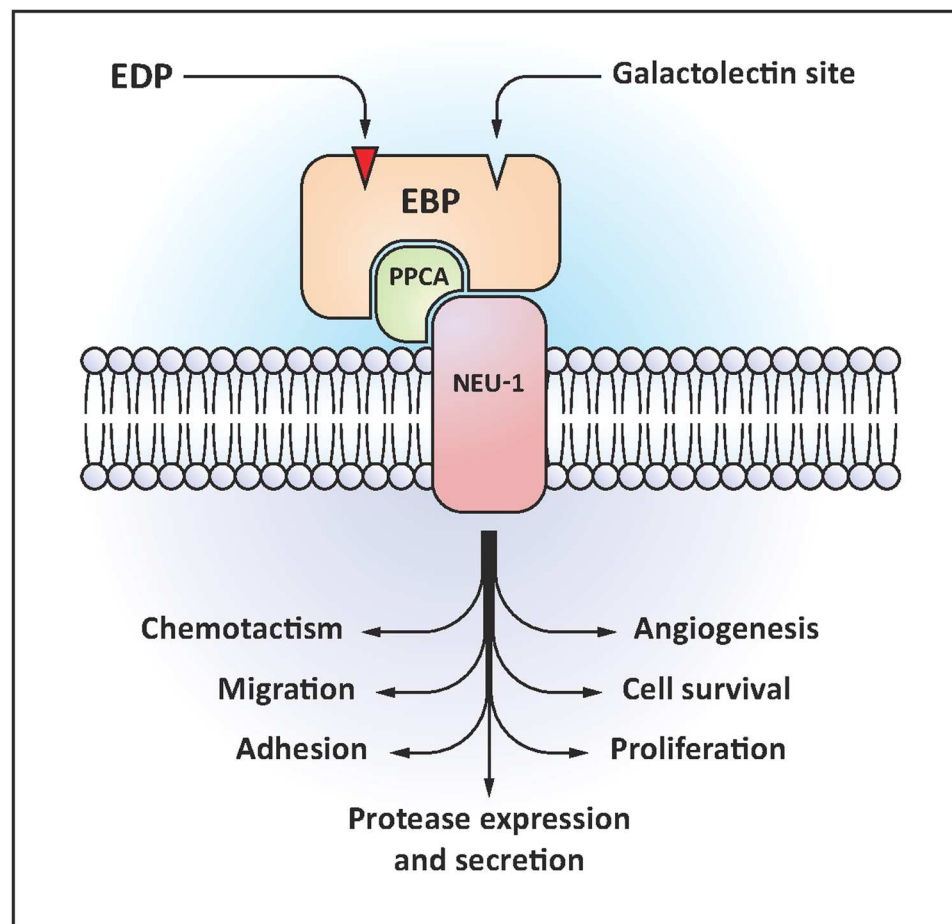 EDP
Galactolectin site
EBP
PPCA
NEU-1
Chemotactism
Angiogenesis
Migration
Cell survival
Adhesion
Proliferation
Protease expression
and secretion